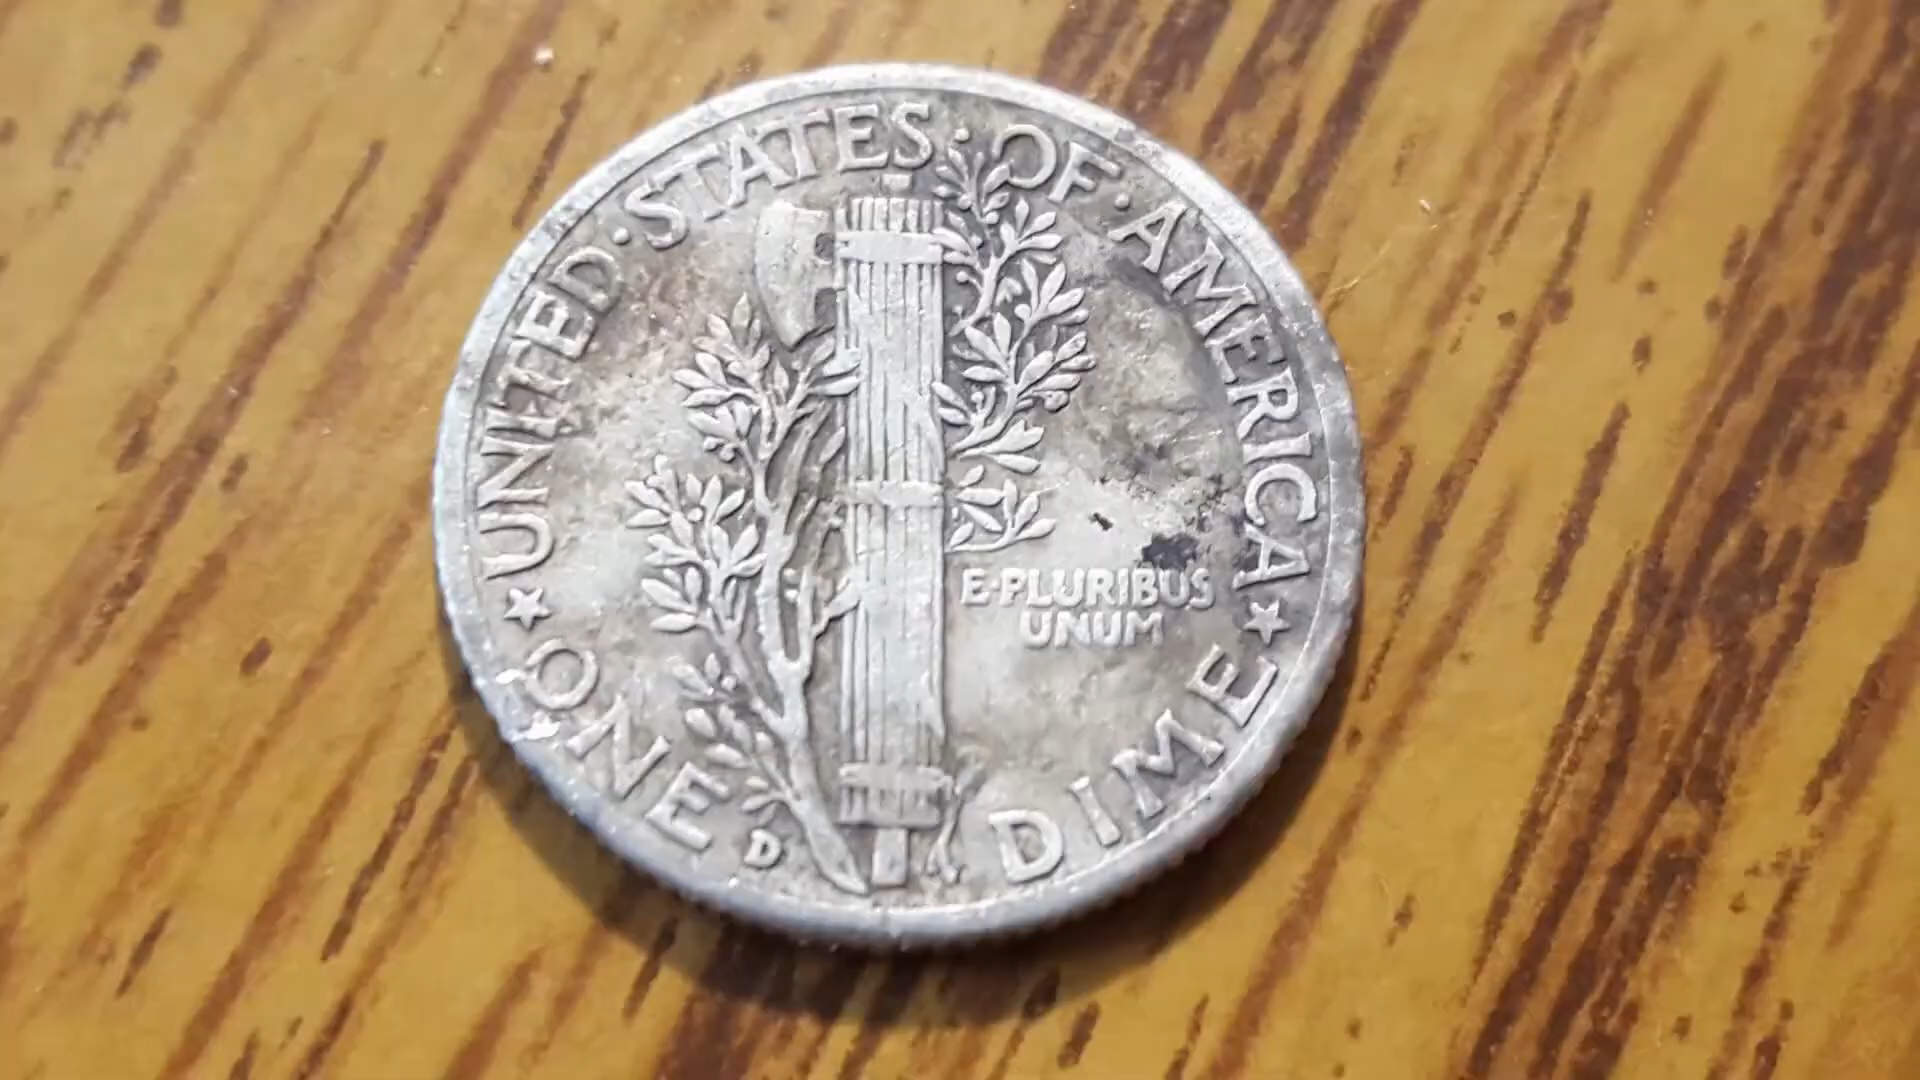 UNITED·STATES·OF·AMERICA
E·PLURIBUS
UNUM
ONE DIME
D